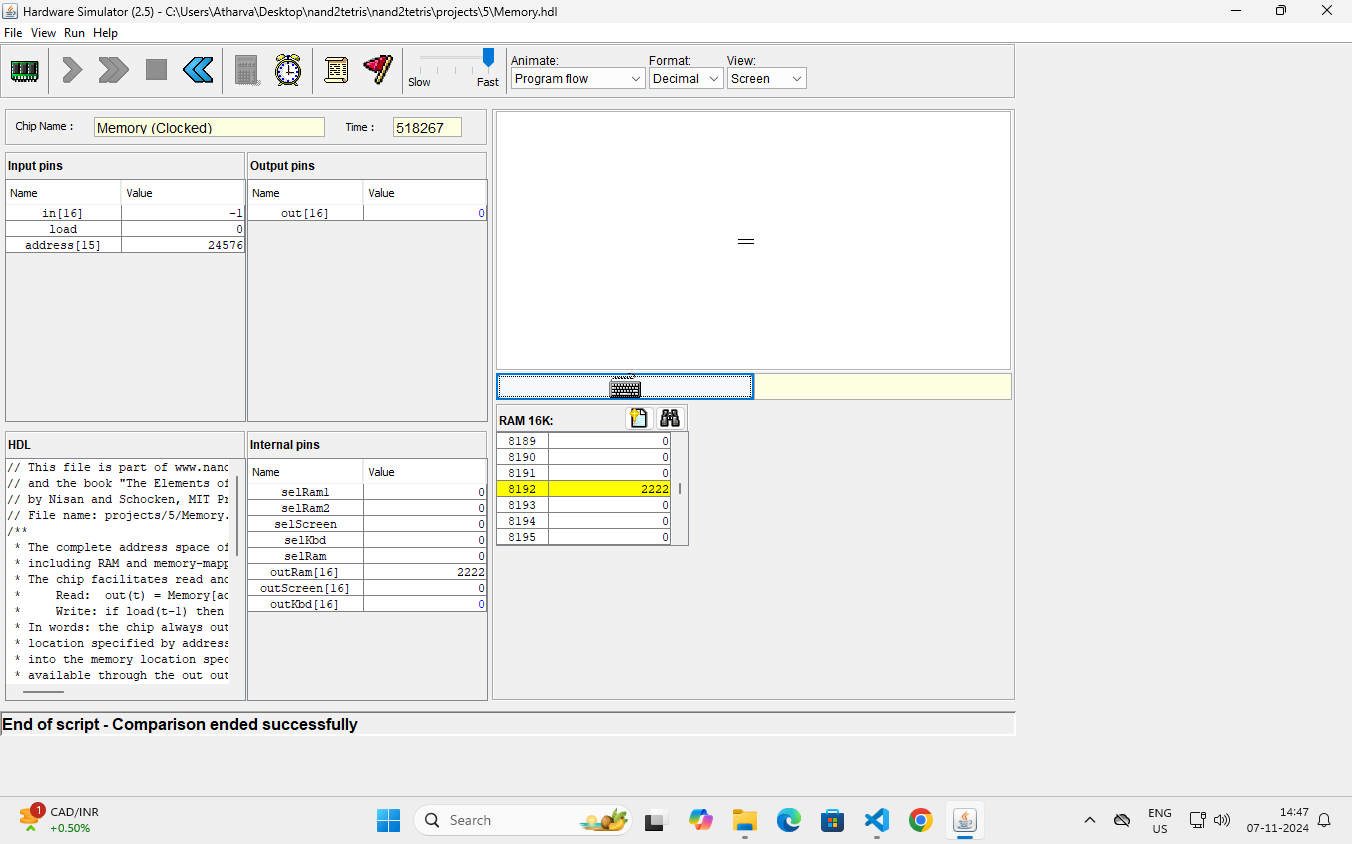 Hardware Simulator (2.5) - C:\Users\Atharva\Desktop\nand2tetris\nand2tetris\projects\5\Memory.hdl
File View Run Help
Slow Fast
Animate: Format: View:
Program flow Decimal Screen
Chip Name : Memory (Clocked) Time : 518267
Input pins
Name Value
in[16] -1
load 0
address[15] 24576
Output pins
Name Value
out[16] 0
HDL
// This file is part of www.nand
// and the book "The Elements of
// by Nisan and Schocken, MIT Pr
// File name: projects/5/Memory.
/**
* The complete address space of
* including RAM and memory-mapp
* The chip facilitates read and
* Read: out(t) = Memory[ad
* Write: if load(t-1) then
* In words: the chip always out
* location specified by address
* into the memory location spec
* available through the out out
Internal pins
Name Value
selRam1 0
selRam2 0
selScreen 0
selKbd 0
selRam 0
outRam[16] 2222
outScreen[16] 0
outKbd[16] 0
RAM 16K:
8189 0
8190 0
8191 0
8192 2222
8193 0
8194 0
8195 0
End of script - Comparison ended successfully
1
CAD/INR
+0.50%
Search
ENG
US
14:47
07-11-2024